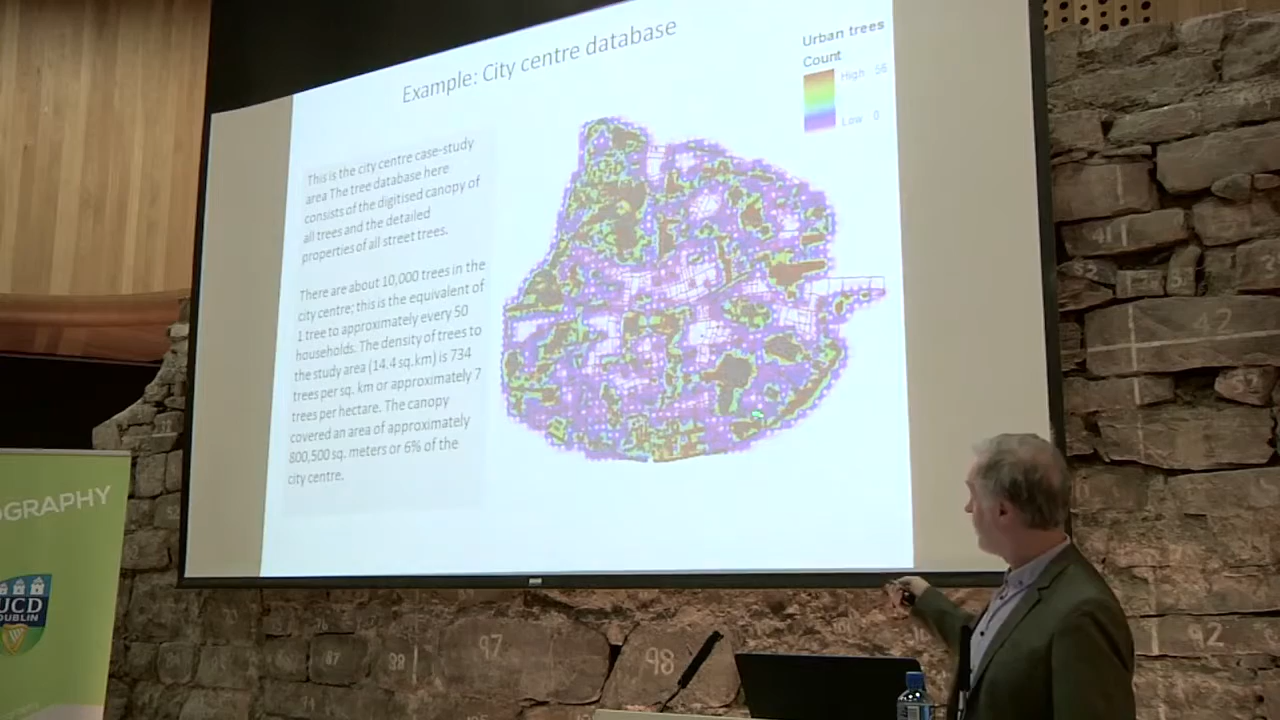 Example: City centre database
Urban trees
Count
High 56
Low 0
This is the city centre case-study
area The tree database here
consists of the digitised canopy of
all trees and the detailed
properties of all street trees.
There are about 10,000 trees in the
city centre; this is the equivalent of
1 tree to approximately every 50
households. The density of trees to
the study area (14.4 sq.km) is 734
trees per sq. km or approximately 7
trees per hectare. The canopy
covered an area of approximately
800,500 sq. meters or 6% of the
city centre.
OGRAPHY
UCD
DUBLIN
41
42
97
98
87
92